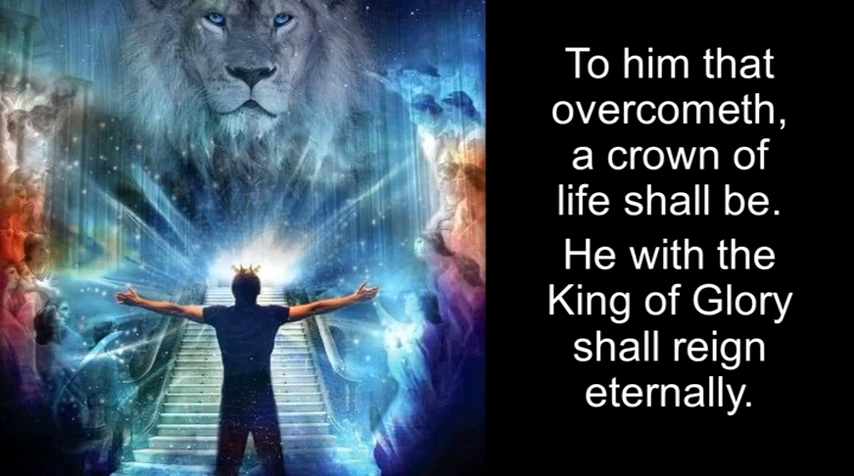 To him that
overcometh,
a crown of
life shall be.
He with the
King of Glory
shall reign
eternally.